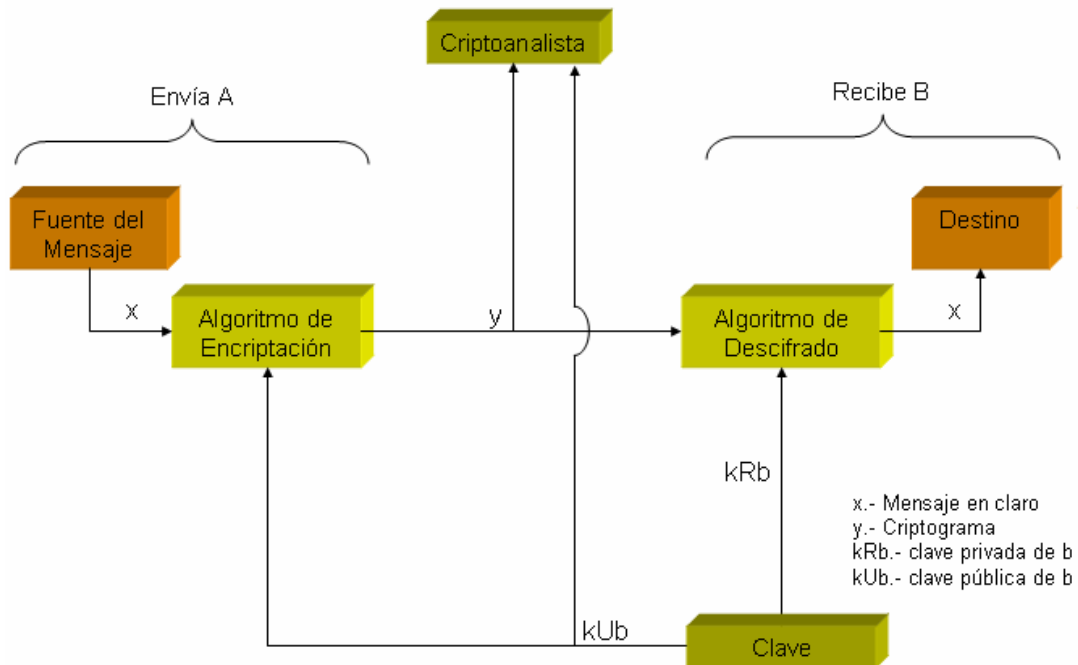 Criptoanalista
Envía A
Recibe B
Fuente del
Mensaje
Destino
x
Algoritmo de
Encriptación
y
Algoritmo de
Descifrado
x
kRb
x.- Mensaje en claro
y.- Criptograma
kRb.- clave privada de b
kUb.- clave pública de b
kUb
Clave